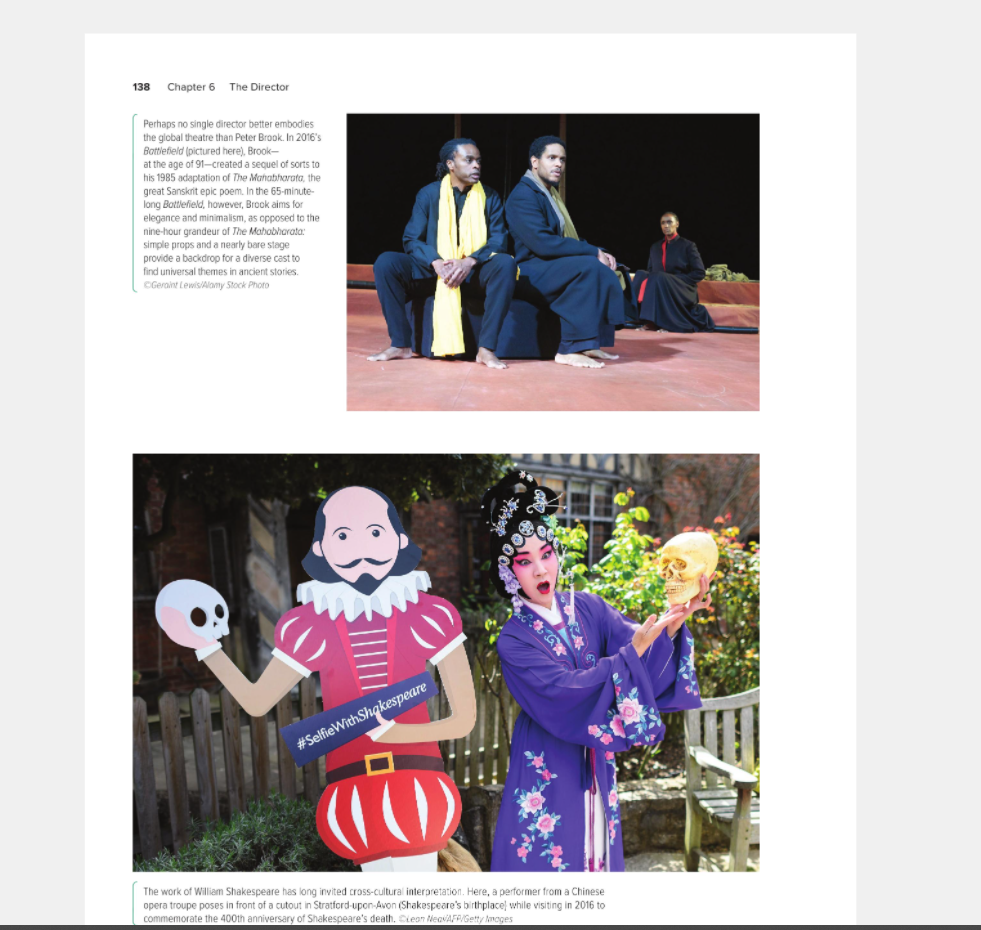 138 Chapter 6 The Director
Perhaps no single director better embodies
the global theatre than Peter Brook. In 2016's
Battlefield (pictured here), Brook—
at the age of 91—created a sequel of sorts to
his 1985 adaptation of The Mahabharata, the
great Sanskrit epic poem. In the 65-minute-
long Battlefield, however, Brook aims for
elegance and minimalism, as opposed to the
nine-hour grandeur of The Mahabharata:
simple props and a nearly bare stage
provide a backdrop for a diverse cast to
find universal themes in ancient stories.
©Geraint Lewis/Alamy Stock Photo
#SelfieWithShakespeare
The work of William Shakespeare has long invited cross-cultural interpretation. Here, a performer from a Chinese
opera troupe poses in front of a cutout in Stratford-upon-Avon (Shakespeare's birthplace) while visiting in 2016 to
commemorate the 400th anniversary of Shakespeare's death. ©Leon Neal/AFP/Getty Images